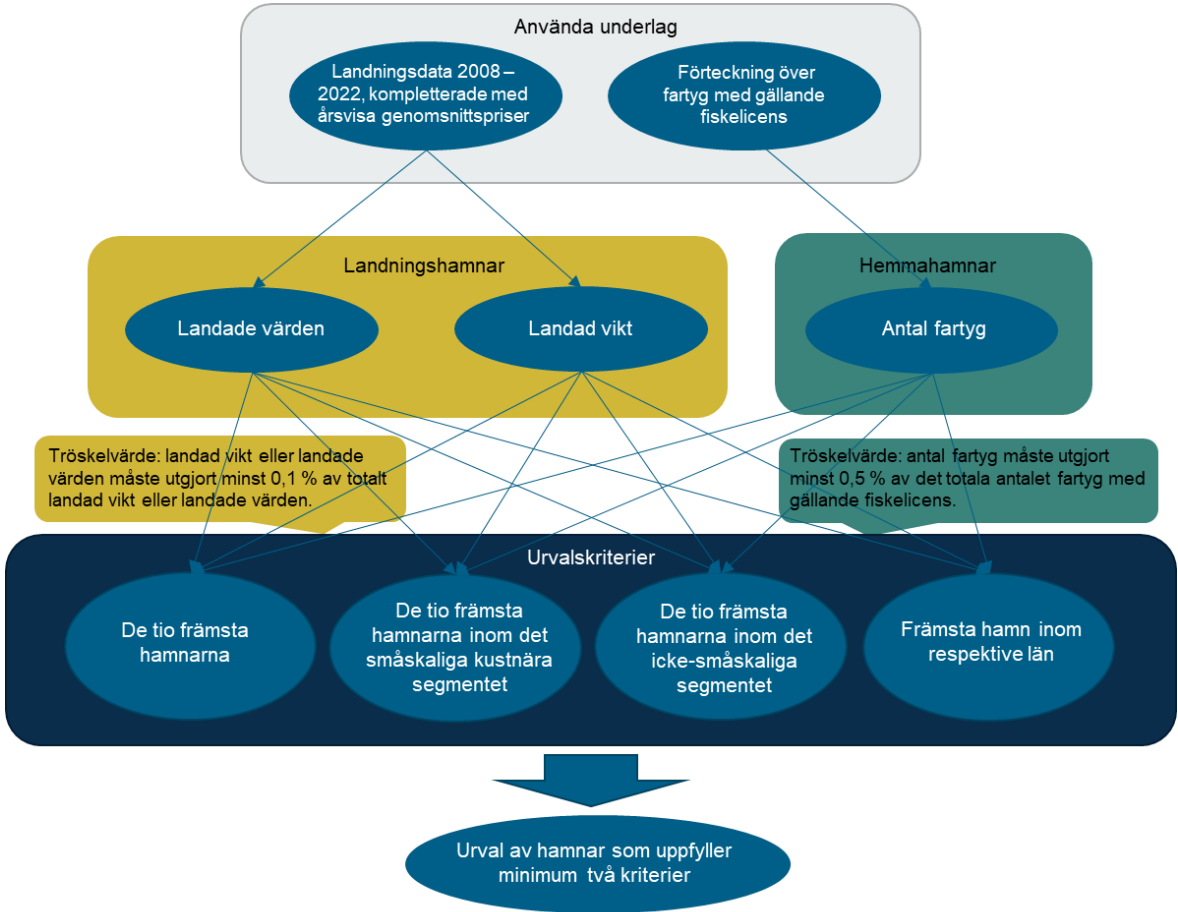 Använda underlag
Landningsdata 2008 –
2022, kompletterade med
årsvisa genomsnittspriser
Förteckning över
fartyg med gällande
fiskelicens
Landningshamnar
Hemmahamnar
Landade värden
Landad vikt
Antal fartyg
Tröskelvärde: landad vikt eller landade
värden måste utgjort minst 0,1 % av totalt
landad vikt eller landade värden.
Tröskelvärde: antal fartyg måste utgjort
minst 0,5 % av det totala antalet fartyg med
gällande fiskelicens.
Urvalskriterier
De tio främsta
hamnarna
De tio främsta
hamnarna inom det
småskaliga kustnära
segmentet
De tio främsta
hamnarna inom det
icke-småskaliga
segmentet
Främsta hamn inom
respektive län
Urval av hamnar som uppfyller
minimum två kriterier